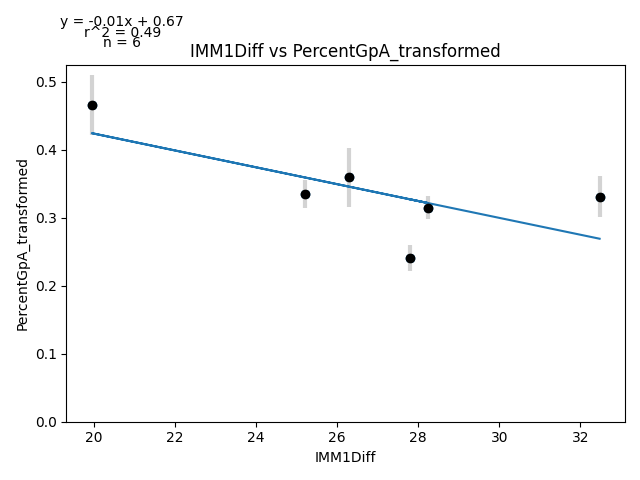 y = -0.01x + 0.67
r^2 = 0.49
n = 6
IMM1Diff vs PercentGpA_transformed
PercentGpA_transformed
0.5
0.4
0.3
0.2
0.1
0.0
20 22 24 26 28 30 32
IMM1Diff